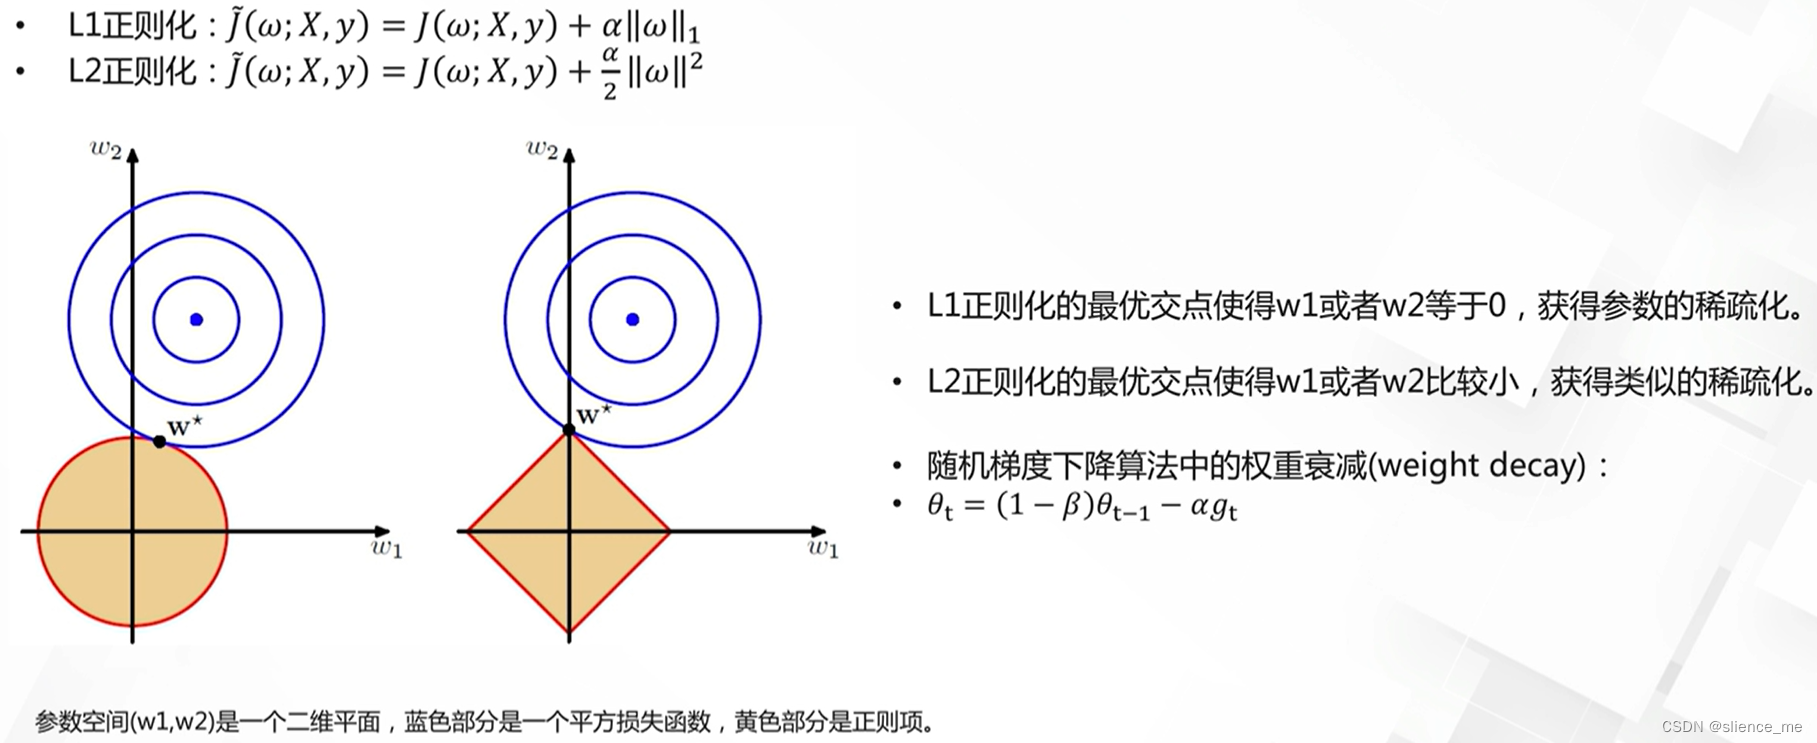 • L1正则化：J̃(ω; X, y) = J(ω; X, y) + α‖ω‖₁
• L2正则化：J̃(ω; X, y) = J(ω; X, y) + α/2 ‖ω‖²
w₂
w⋆
w₁
w₂
w⋆
w₁
• L1正则化的最优交点使得w1或者w2等于0，获得参数的稀疏化。
• L2正则化的最优交点使得w1或者w2比较小，获得类似的稀疏化。
• 随机梯度下降算法中的权重衰减(weight decay)：
• θₜ = (1 − β)θₜ₋₁ − αgₜ
参数空间(w1,w2)是一个二维平面，蓝色部分是一个平方损失函数，黄色部分是正则项。
CSDN @slience_me